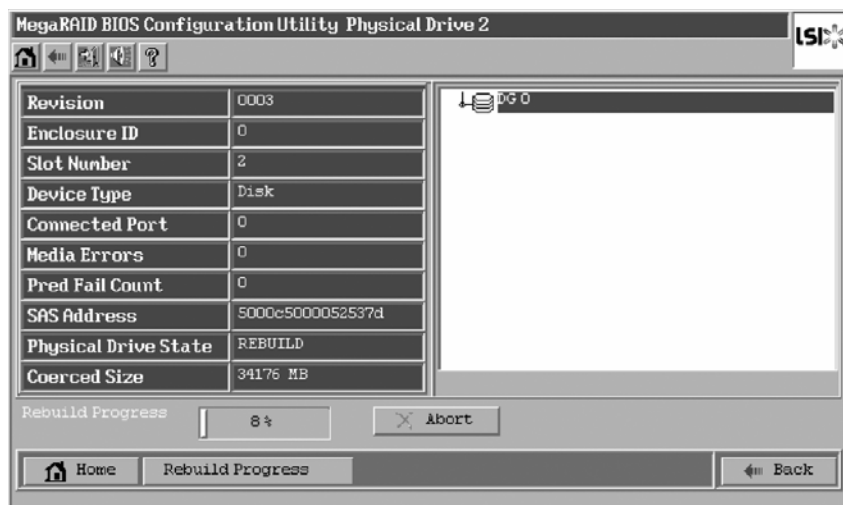 MegaRAID BIOS Configuration Utility Physical Drive 2
LSI
Revision 0003
Enclosure ID 0
Slot Number 2
Device Type Disk
Connected Port 0
Media Errors 0
Pred Fail Count 0
SAS Address 5000c5000052537d
Physical Drive State REBUILD
Coerced Size 34176 MB
DG 0
Rebuild Progress 8% Abort
Home Rebuild Progress Back